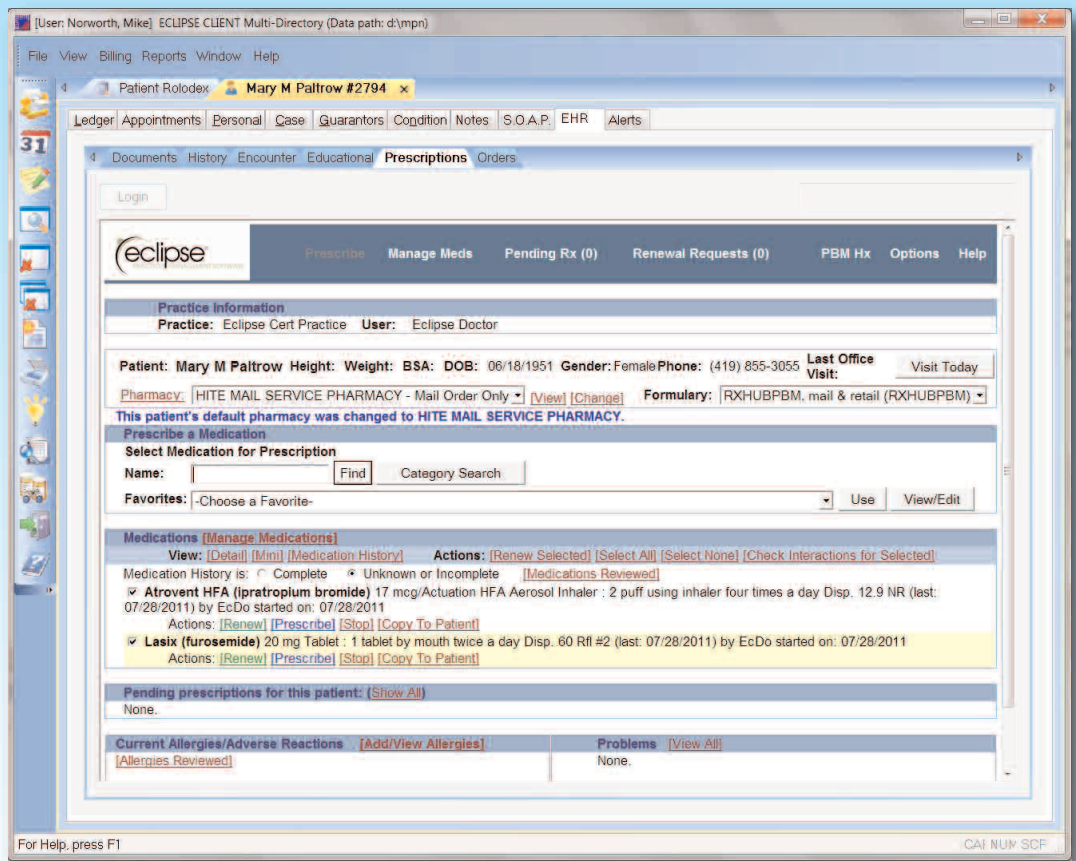 [User: Norworth, Mike] ECLIPSE CLIENT Multi-Directory (Data path: d:\mpn)
File View Billing Reports Window Help
Patient Rolodex Mary M Paltrow #2794 x
Ledger Appointments Personal Case Guarantors Condition Notes S.O.A.P. EHR Alerts
31
Documents History Encounter Educational Prescriptions Orders
Login
eclipse Prescribe Manage Meds Pending Rx (0) Renewal Requests (0) PBM Hx Options Help
Practice Information
Practice: Eclipse Cert Practice User: Eclipse Doctor
Patient: Mary M Paltrow Height: Weight: BSA: DOB: 06/18/1951 Gender: Female Phone: (419) 855-3055 Last Office Visit: Visit Today
Pharmacy: HITE MAIL SERVICE PHARMACY - Mail Order Only [View] [Change] Formulary: RXHUBPBM, mail & retail (RXHUBPBM)
This patient's default pharmacy was changed to HITE MAIL SERVICE PHARMACY.
Prescribe a Medication
Select Medication for Prescription
Name: Find Category Search
Favorites: -Choose a Favorite- Use View/Edit
Medications [Manage Medications]
View: [Detail] [Mini] [Medication History] Actions: [Renew Selected] [Select All] [Select None] [Check Interactions for Selected]
Medication History is: Complete Unknown or Incomplete [Medications Reviewed]
Atrovent HFA (ipratropium bromide) 17 mcg/Actuation HFA Aerosol Inhaler : 2 puff using inhaler four times a day Disp. 12.9 NR (last:
07/28/2011) by EcDo started on: 07/28/2011
Actions: [Renew] [Prescribe] [Stop] [Copy To Patient]
Lasix (furosemide) 20 mg Tablet : 1 tablet by mouth twice a day Disp. 60 Rfl #2 (last: 07/28/2011) by EcDo started on: 07/28/2011
Actions: [Renew] [Prescribe] [Stop] [Copy To Patient]
Pending prescriptions for this patient: (Show All)
None.
Current Allergies/Adverse Reactions [Add/View Allergies] Problems [View All]
[Allergies Reviewed] None.
For Help, press F1 NUM